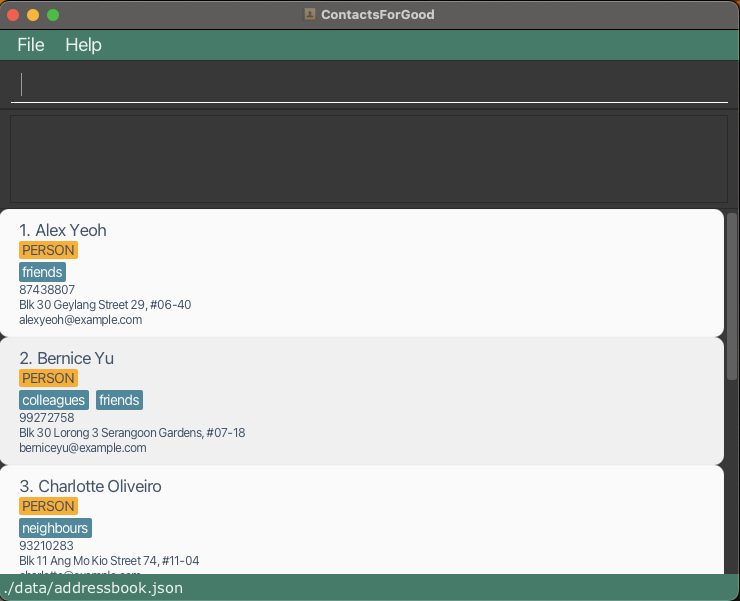 ContactsForGood
File Help
1. Alex Yeoh
PERSON
friends
87438807
Blk 30 Geylang Street 29, #06-40
alexyeoh@example.com
2. Bernice Yu
PERSON
colleagues friends
99272758
Blk 30 Lorong 3 Serangoon Gardens, #07-18
berniceyu@example.com
3. Charlotte Oliveiro
PERSON
neighbours
93210283
Blk 11 Ang Mo Kio Street 74, #11-04
./data/addressbook.json